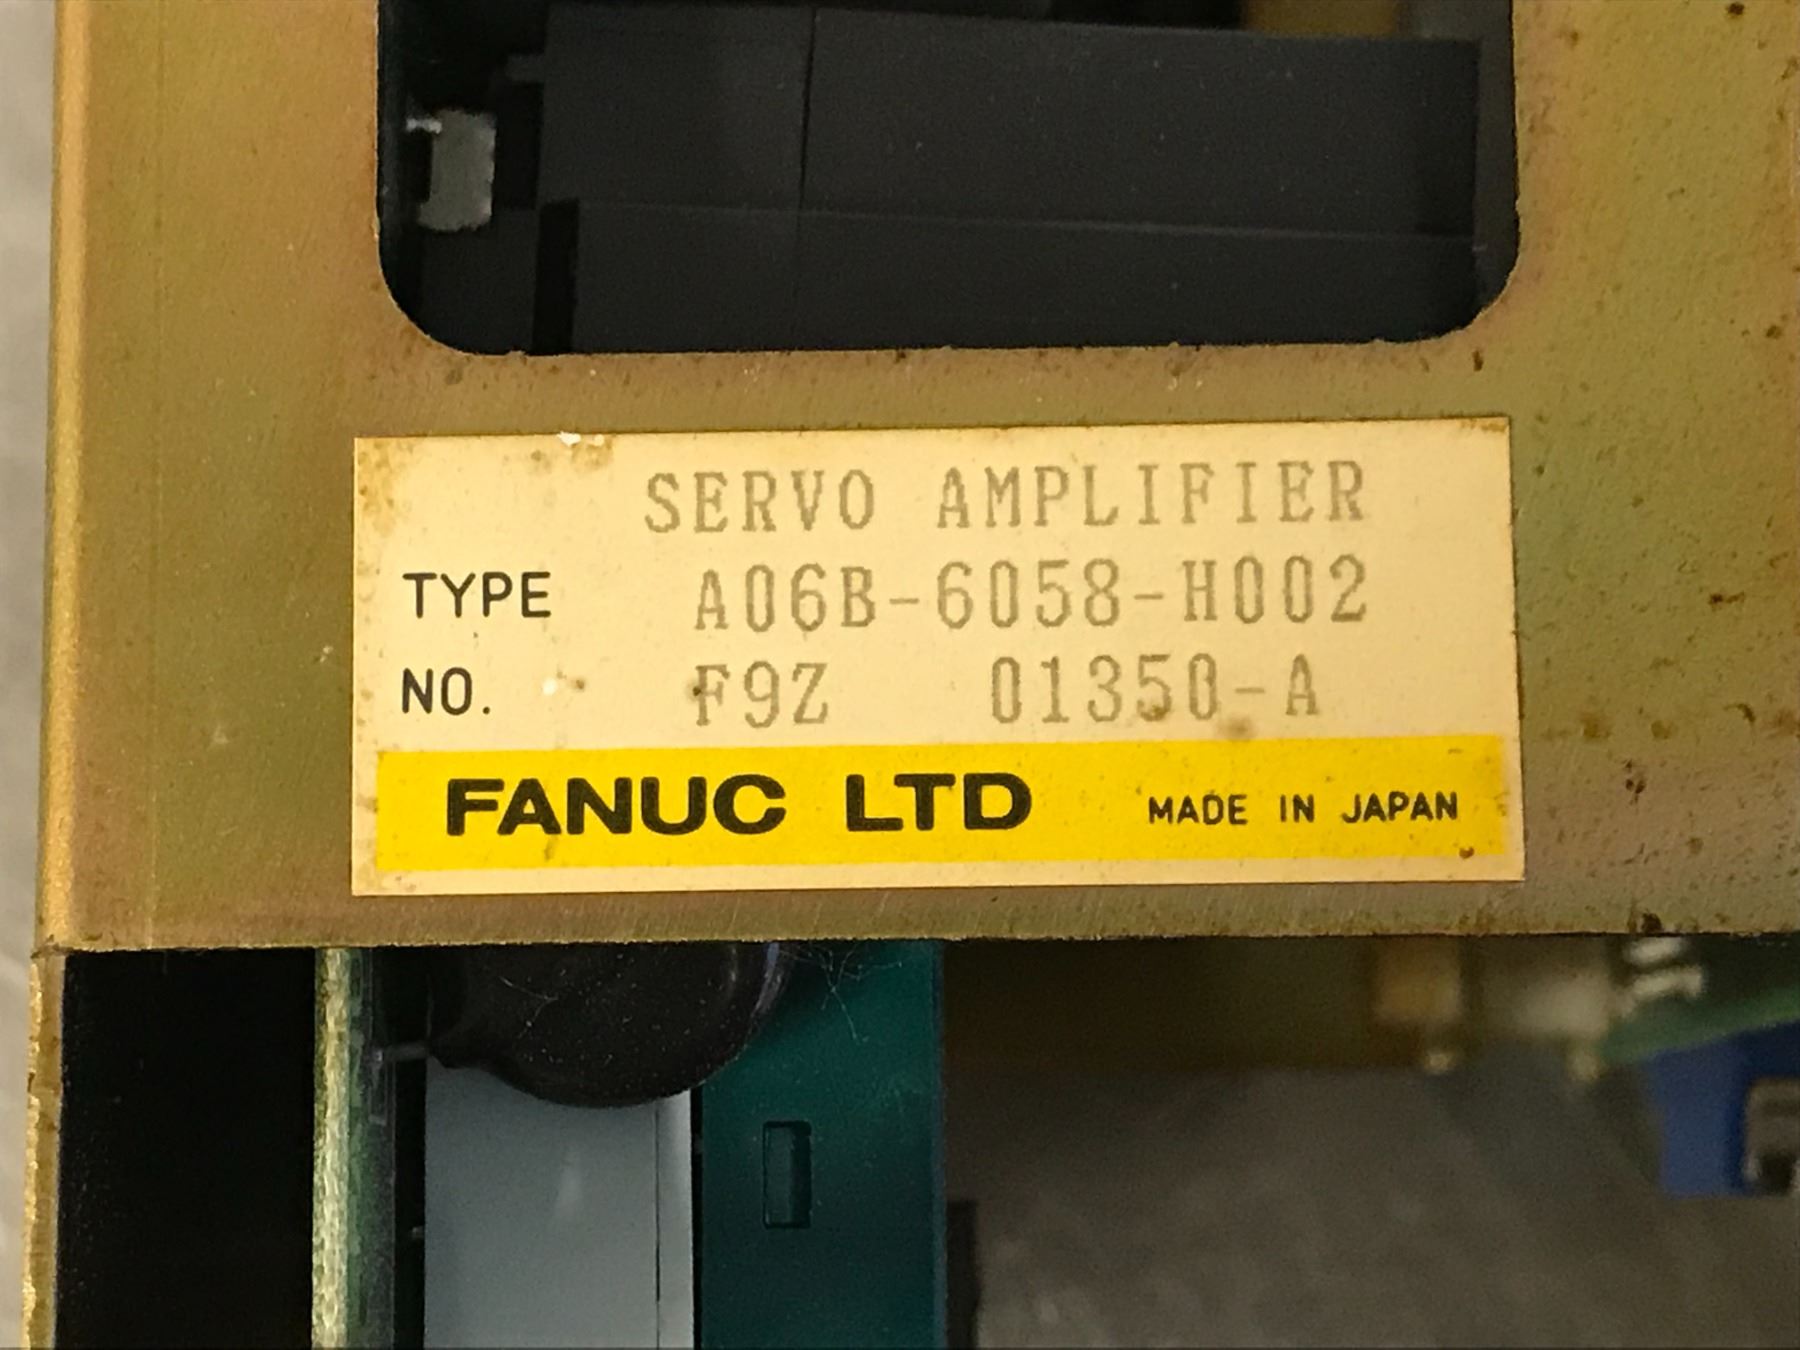 SERVO AMPLIFIER
TYPE A06B-6058-H002
NO. F9Z 01350-A
FANUC LTD MADE IN JAPAN